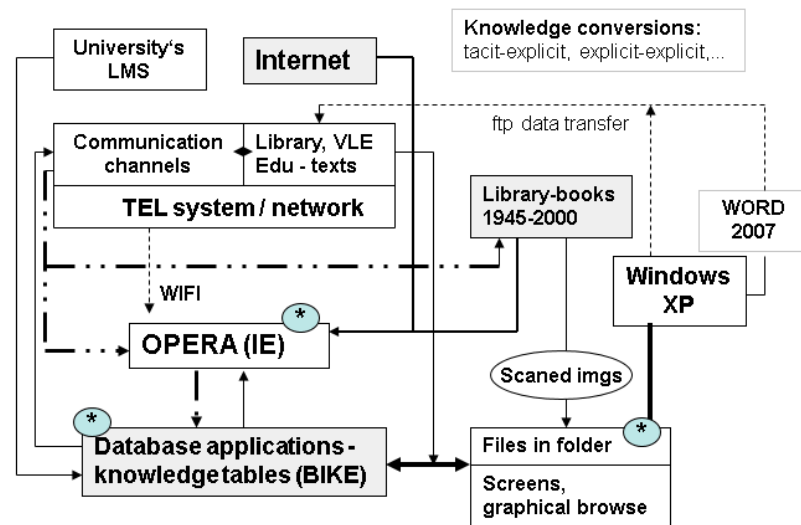 University's
LMS
Internet
Knowledge conversions:
tacit-explicit, explicit-explicit,...
ftp data transfer
Communication
channels
Library, VLE
Edu - texts
TEL system / network
Library-books
1945-2000
WORD
2007
WIFI
Windows
XP
*
OPERA (IE)
Scaned imgs
*
Database applications -
knowledge tables (BIKE)
*
Files in folder
Screens,
graphical browse